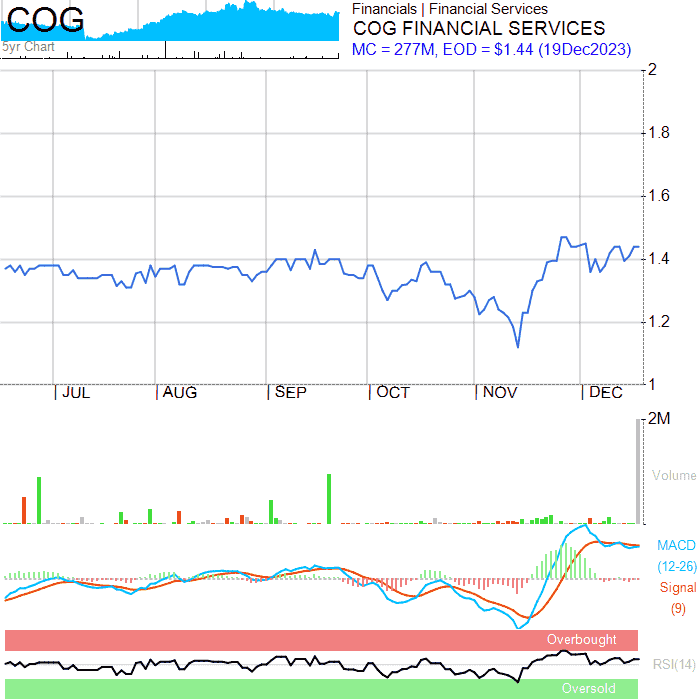 COG
5yr Chart
Financials | Financial Services
COG FINANCIAL SERVICES
MC = 277M, EOD = $1.44 (19Dec2023)
2
1.8
1.6
1.4
1.2
1
JUL AUG SEP OCT NOV DEC
2M
Volume
MACD
(12-26)
Signal
(9)
Overbought
RSI(14)
Oversold